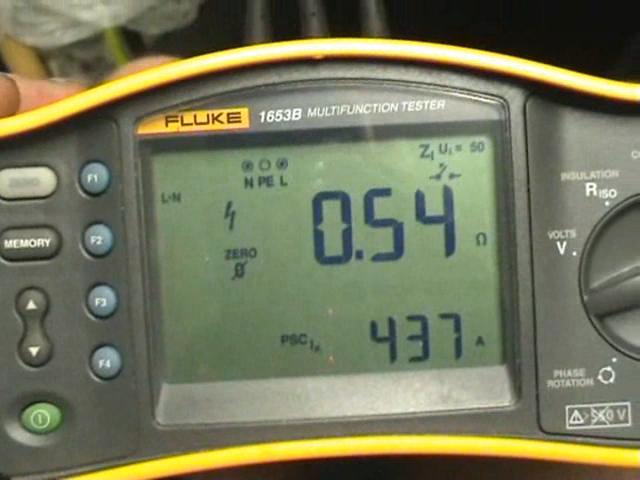 FLUKE 1653B MULTIFUNCTION TESTER
ZERO
F1
MEMORY
F2
F3
F4
L-N
N PE L
ZERO
Ø
0.54 Ω
PSC
437 A
INSULATION
RISO
VOLTS
V
PHASE
ROTATION